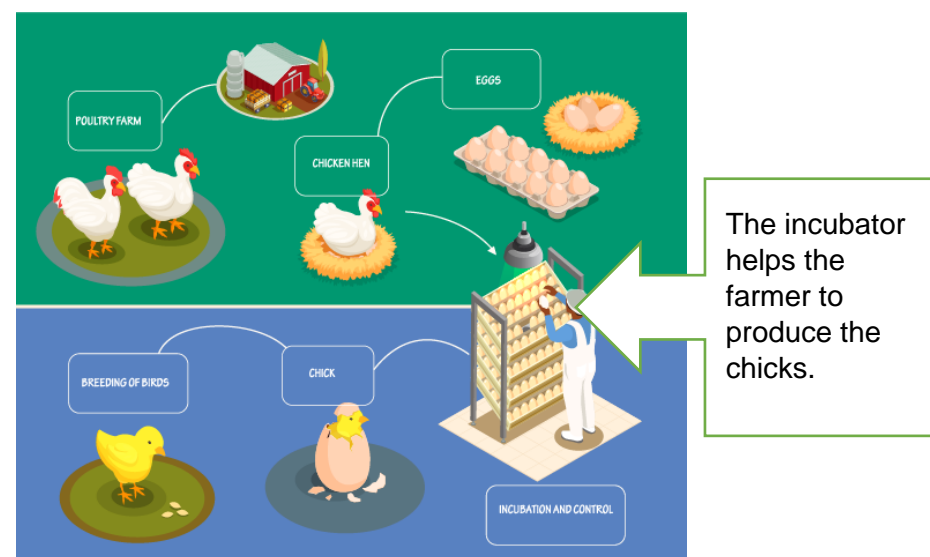 POULTRY FARM
CHICKEN HEN
EGGS
The incubator
helps the
farmer to
produce the
chicks.
BREEDING OF BIRDS
CHICK
INCUBATION AND CONTROL